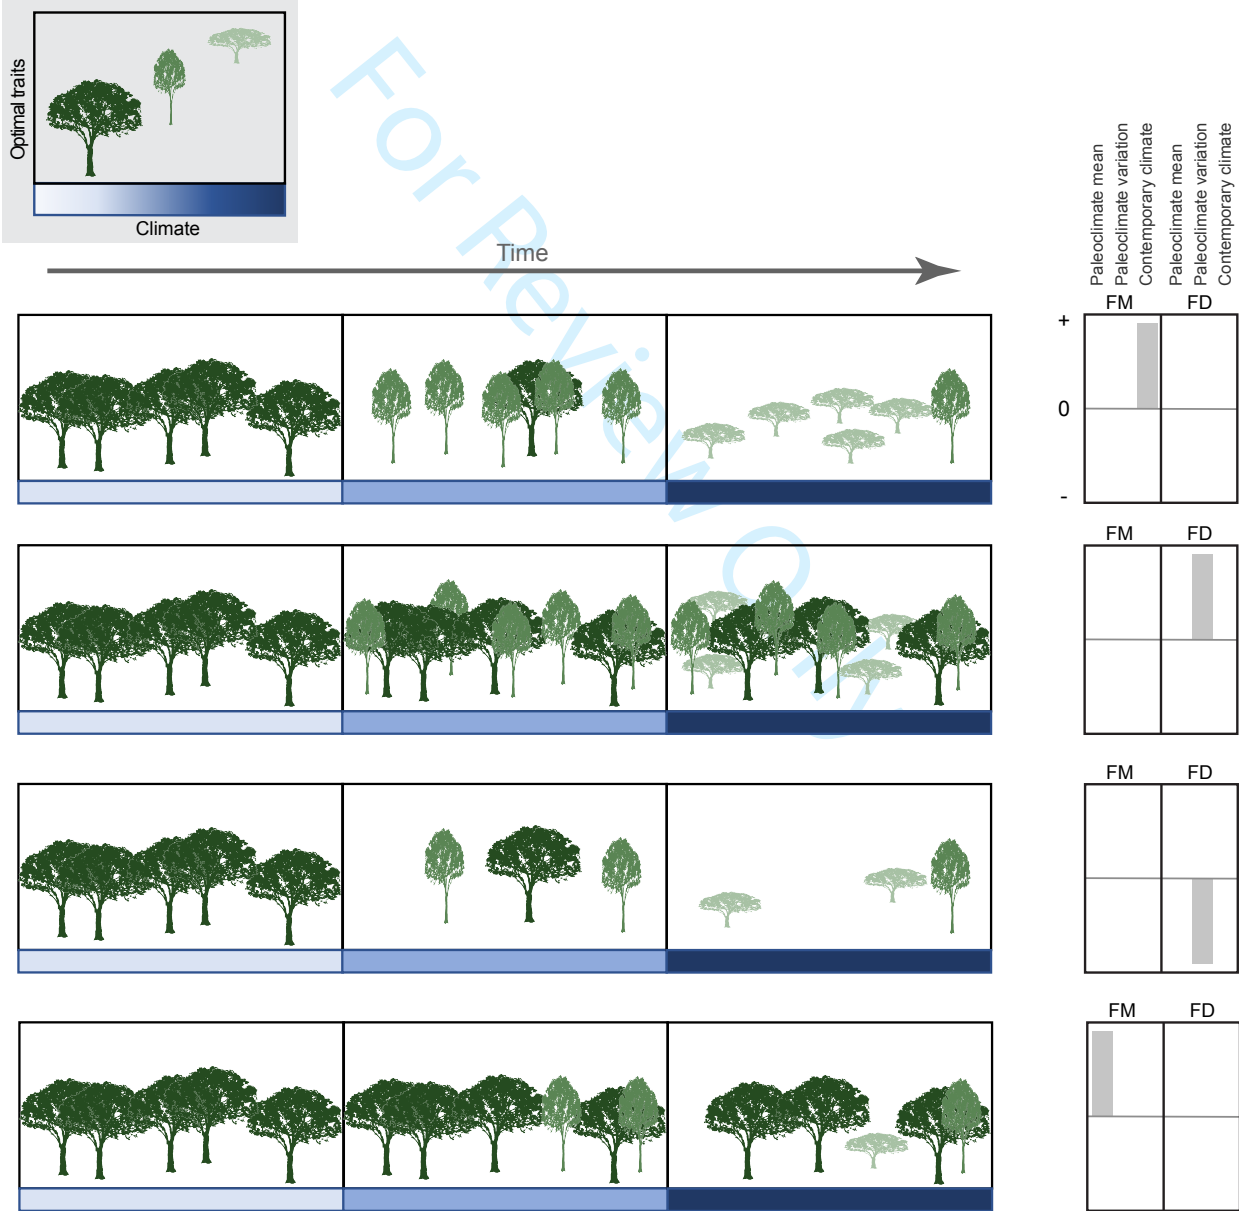 Optimal traits
Climate
For Review Only
Time
Paleoclimate mean
Paleoclimate variation
Contemporary climate
Paleoclimate mean
Paleoclimate variation
Contemporary climate
FM FD
+
0
-
FM FD
FM FD
FM FD